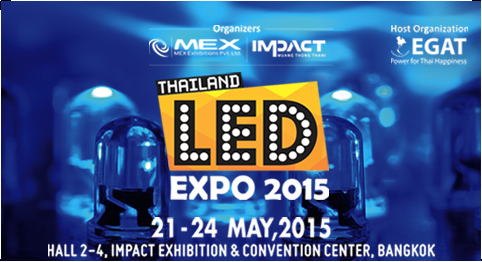 Organizers
MEX
MEX Exhibitions Pvt. Ltd.
IMPACT
MUANG THONG THANI
Host Organization
EGAT
Power for Thai Happiness
THAILAND
LED
EXPO 2015
21-24 MAY,2015
HALL 2-4, IMPACT EXHIBITION & CONVENTION CENTER, BANGKOK